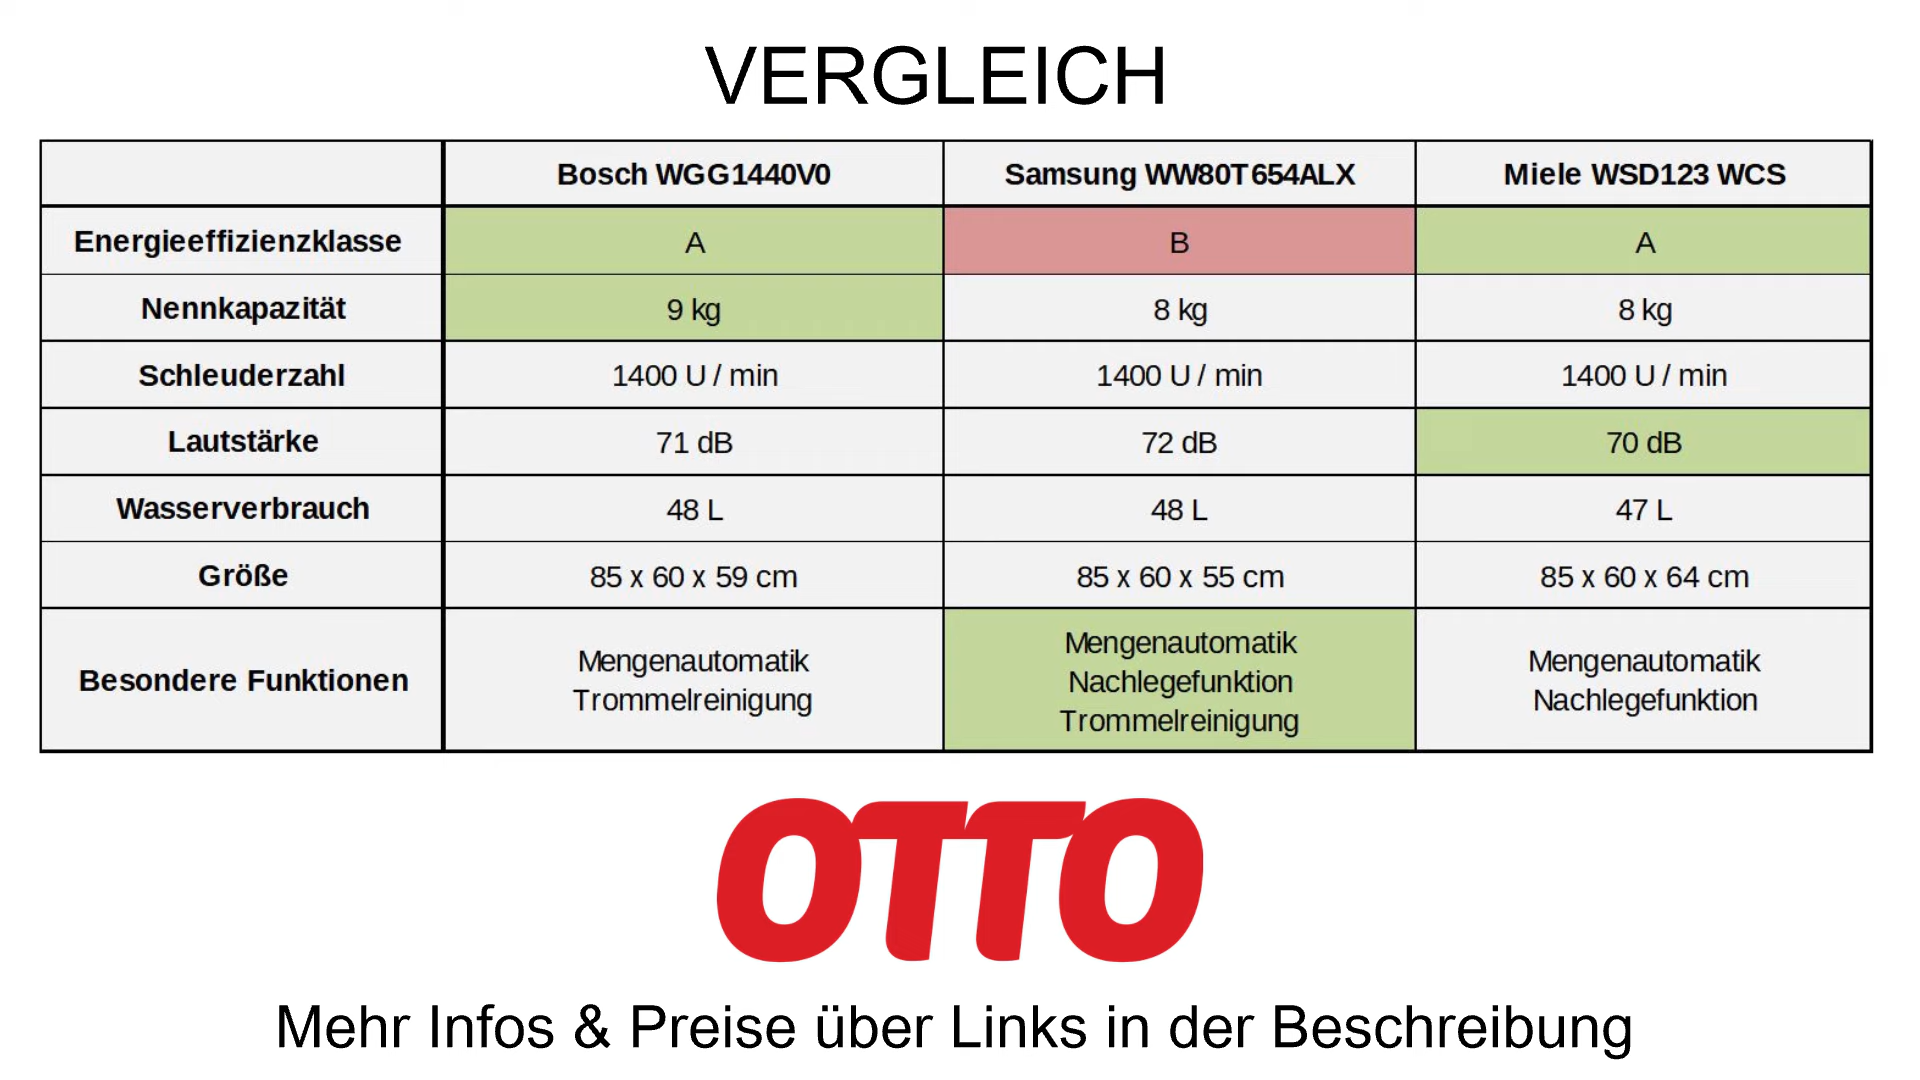 VERGLEICH
Bosch WGG1440V0 Samsung WW80T654ALX Miele WSD123 WCS
Energieeffizienzklasse A B A
Nennkapazität 9 kg 8 kg 8 kg
Schleuderzahl 1400 U / min 1400 U / min 1400 U / min
Lautstärke 71 dB 72 dB 70 dB
Wasserverbrauch 48 L 48 L 47 L
Größe 85 x 60 x 59 cm 85 x 60 x 55 cm 85 x 60 x 64 cm
Besondere Funktionen
Mengenautomatik
Trommelreinigung
Mengenautomatik
Nachlegefunktion
Trommelreinigung
Mengenautomatik
Nachlegefunktion
OTTO
Mehr Infos & Preise über Links in der Beschreibung